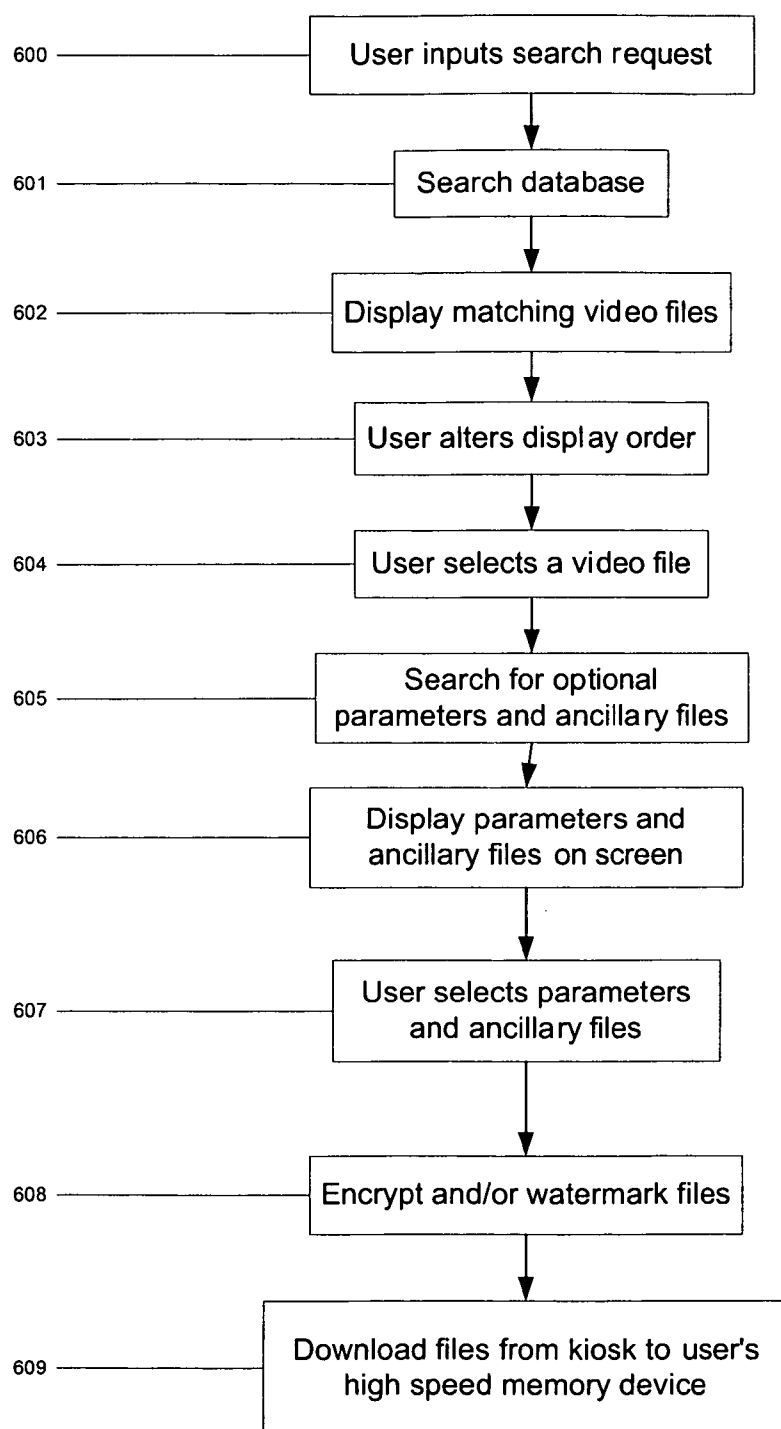 600
User inputs search request
601
Search database
602
Display matching video files
603
User alters display order
604
User selects a video file
605
Search for optional
parameters and ancillary files
606
Display parameters and
ancillary files on screen
607
User selects parameters
and ancillary files
608
Encrypt and/or watermark files
609
Download files from kiosk to user's
high speed memory device